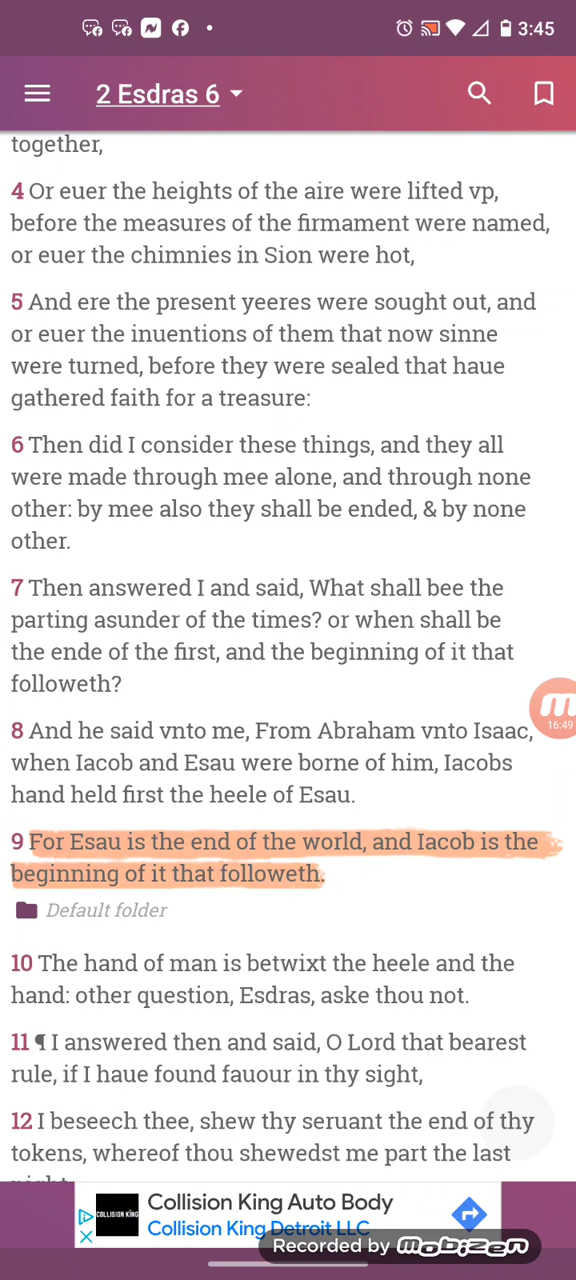 3:45
2 Esdras 6
together,
4 Or euer the heights of the aire were lifted vp,
before the measures of the firmament were named,
or euer the chimnies in Sion were hot,
5 And ere the present yeeres were sought out, and
or euer the inuentions of them that now sinne
were turned, before they were sealed that haue
gathered faith for a treasure:
6 Then did I consider these things, and they all
were made through mee alone, and through none
other: by mee also they shall be ended, & by none
other.
7 Then answered I and said, What shall bee the
parting asunder of the times? or when shall be
the ende of the first, and the beginning of it that
followeth?
16:49
8 And he said vnto me, From Abraham vnto Isaac,
when Iacob and Esau were borne of him, Iacobs
hand held first the heele of Esau.
9 For Esau is the end of the world, and Iacob is the
beginning of it that followeth.
Default folder
10 The hand of man is betwixt the heele and the
hand: other question, Esdras, aske thou not.
11 ¶ I answered then and said, O Lord that bearest
rule, if I haue found fauour in thy sight,
12 I beseech thee, shew thy seruant the end of thy
tokens, whereof thou shewedst me part the last
night
COLLISION KING
Collision King Auto Body
Collision King Detroit LLC
Recorded by mobizen